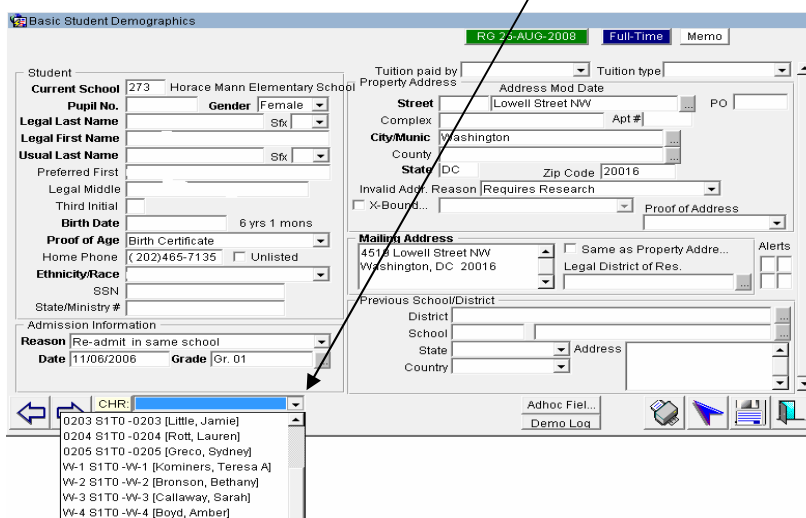 Basic Student Demographics
RG 25-AUG-2008 Full-Time Memo
Student
Current School 273 Horace Mann Elementary School
Pupil No. Gender Female
Legal Last Name Sfx
Legal First Name
Usual Last Name Sfx
Preferred First
Legal Middle
Third Initial
Birth Date 6 yrs 1 mons
Proof of Age Birth Certificate
Home Phone (202)465-7135 Unlisted
Ethnicity/Race
SSN
State/Ministry #
Admission Information
Reason Re-admit in same school
Date 11/06/2006 Grade Gr. 01
Tuition paid by Tuition type
Property Address Address Mod Date
Street Lowell Street NW ... PO
Complex Apt #
City/Munic Washington ...
County ...
State DC Zip Code 20016
Invalid Addr. Reason Requires Research
X-Bound... Proof of Address
Mailing Address
4519 Lowell Street NW
Washington, DC 20016
Same as Property Addre...
Legal District of Res.
...
Alerts
Previous School/District
District ...
School ...
State Address
Country
CHR:
0203 S1T0 -0203 [Little, Jamie]
0204 S1T0 -0204 [Rott, Lauren]
0205 S1T0 -0205 [Greco, Sydney]
W-1 S1T0 -W-1 [Kominers, Teresa A]
W-2 S1T0 -W-2 [Bronson, Bethany]
W-3 S1T0 -W-3 [Callaway, Sarah]
W-4 S1T0 -W-4 [Boyd, Amber]
Adhoc Fiel...
Demo Log